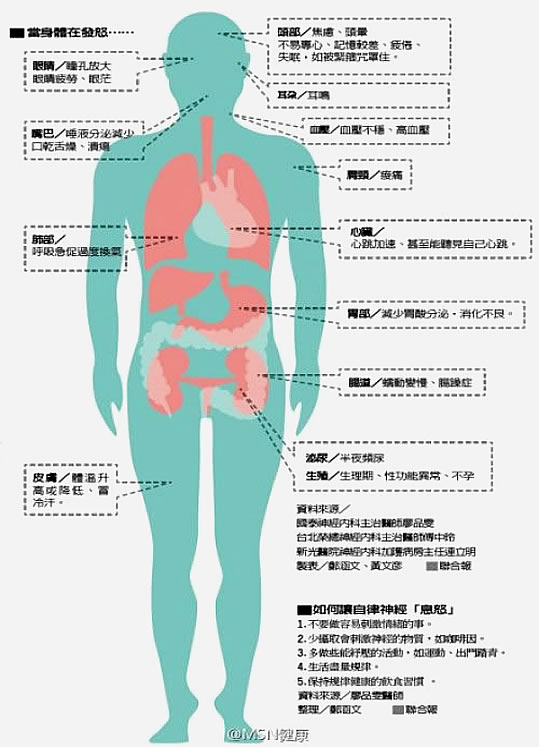 ■當身體在發怒⋯⋯
頭部／焦慮、頭暈
不易專心、記憶較差、疲倦、
失眠，如被緊箍咒罩住。
眼睛／瞳孔放大
眼睛疲勞、眼茫
耳朵／耳鳴
嘴巴／唾液分泌減少
口乾舌燥、潰瘍
血壓／血壓不穩、高血壓
肩頸／痠痛
肺部／
呼吸急促過度換氣
心臟／
心跳加速、甚至能聽見自己心跳。
胃部／減少胃酸分泌，消化不良。
腸道／蠕動變慢、腸躁症
泌尿／半夜頻尿
生殖／生理期、性功能異常、不孕
皮膚／體溫升
高或降低、冒
冷汗。
資料來源／
國泰神經內科主治醫師廖品雯
台北榮總神經內科主治醫師傅中玲
新光醫院神經內科加護病房主任連立明
製表／鄭涵文、黃文彥 ■聯合報
■如何讓自律神經「息怒」
1.不要做容易刺激情緒的事。
2.少攝取會刺激神經的物質，如咖啡因。
3.多做些能紓壓的活動，如運動、出門踏青。
4.生活盡量規律。
5.保持規律健康的飲食習慣。
資料來源／廖品雯醫師
整理／鄭涵文 ■聯合報
@MSN健康